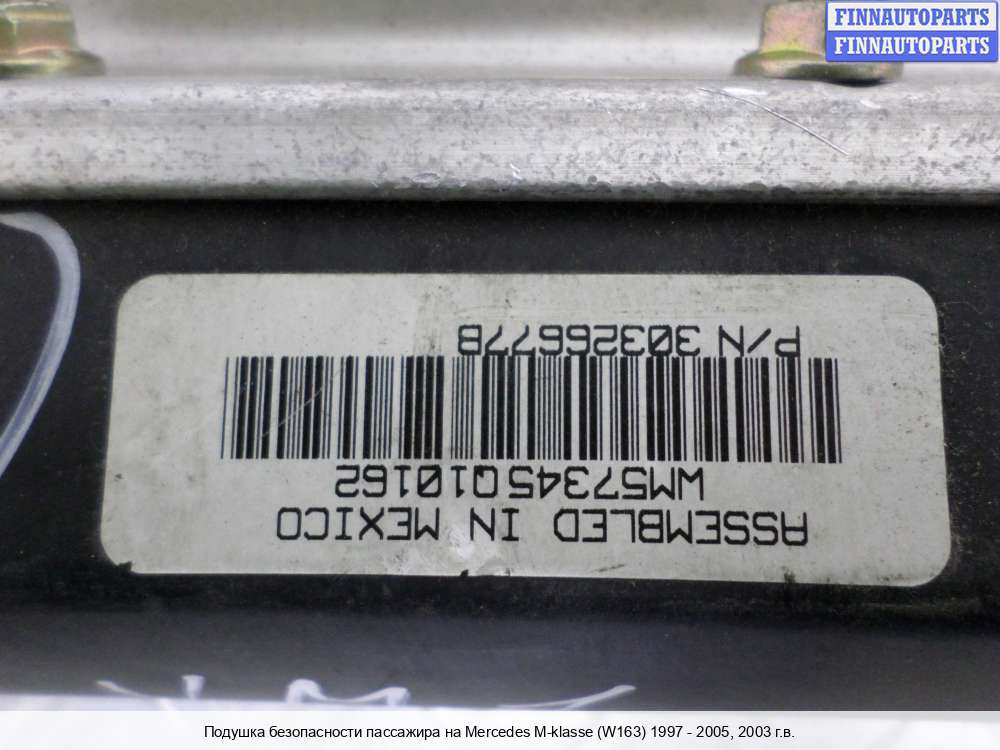 FINNAUTOPARTS
FINNAUTOPARTS
ASSEMBLED IN MEXICO
WM57345Q10162
P/N 30326677B
Подушка безопасности пассажира на Mercedes M-klasse (W163) 1997 - 2005, 2003 г.в.